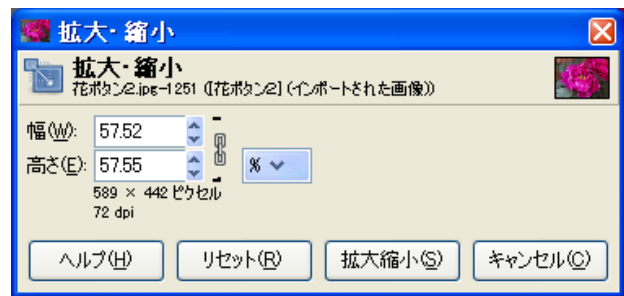 拡大・縮小
拡大・縮小
花ボタン2.jpg-1251 ([花ボタン2] (インポートされた画像))
幅(W): 57.52
高さ(E): 57.55 %
589 × 442 ピクセル
72 dpi
ヘルプ(H) リセット(R) 拡大縮小(S) キャンセル(C)